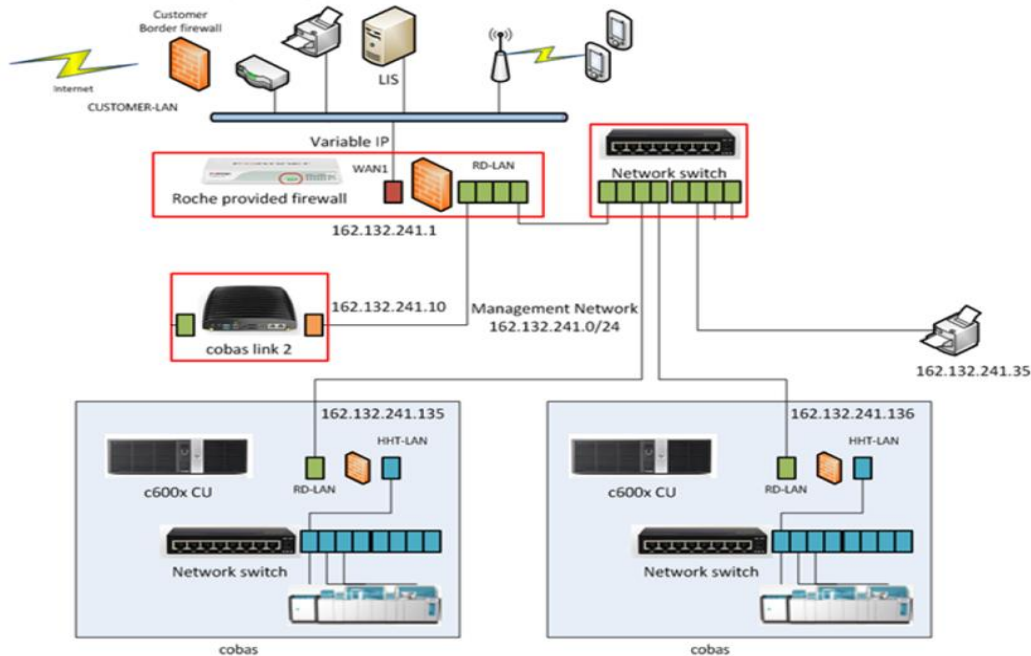 Customer
Border firewall
Internet
CUSTOMER-LAN
LIS
Variable IP
WAN1
RD-LAN
Roche provided firewall
162.132.241.1
Network switch
162.132.241.10
cobas link 2
Management Network
162.132.241.0/24
162.132.241.35
162.132.241.135
HHT-LAN
c600x CU
RD-LAN
Network switch
cobas
162.132.241.136
HHT-LAN
c600x CU
RD-LAN
Network switch
cobas